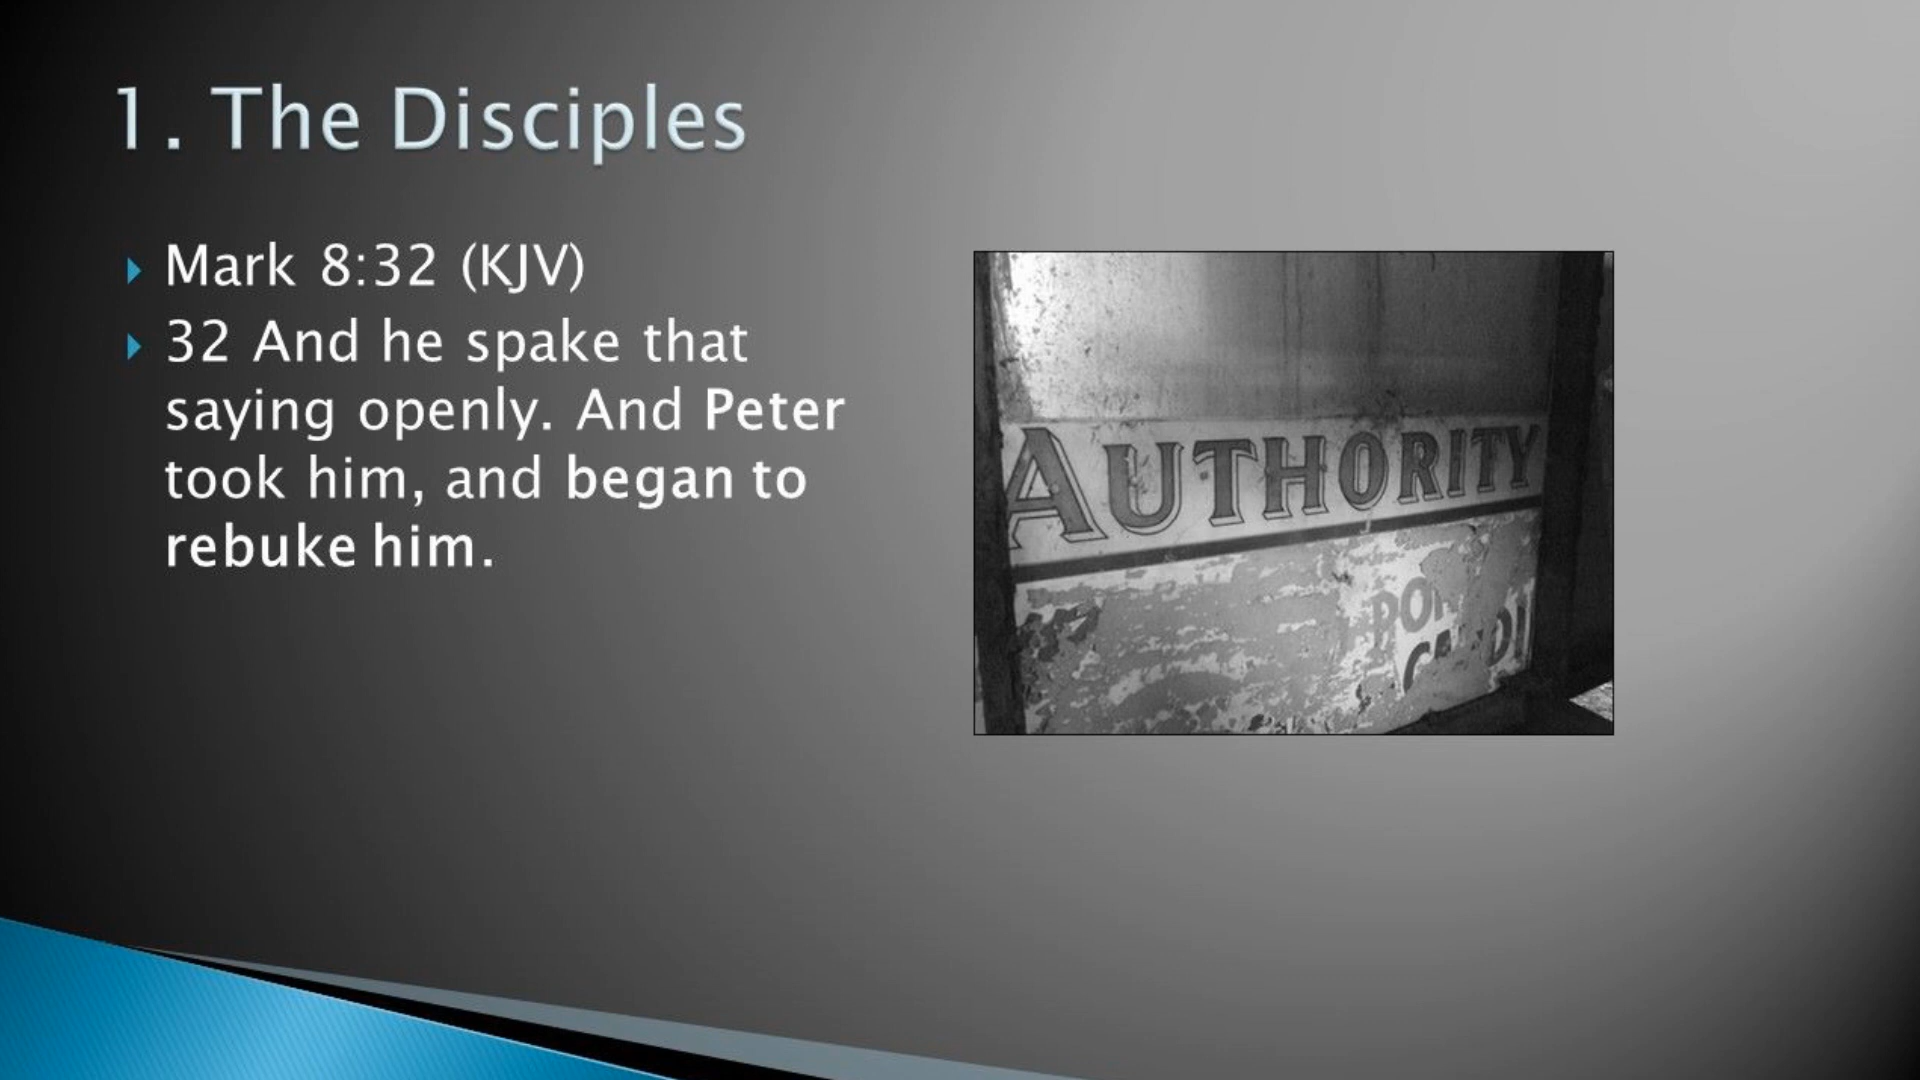 1. The Disciples
Mark 8:32 (KJV)
32 And he spake that
saying openly. And Peter
took him, and began to
rebuke him.
AUTHORITY